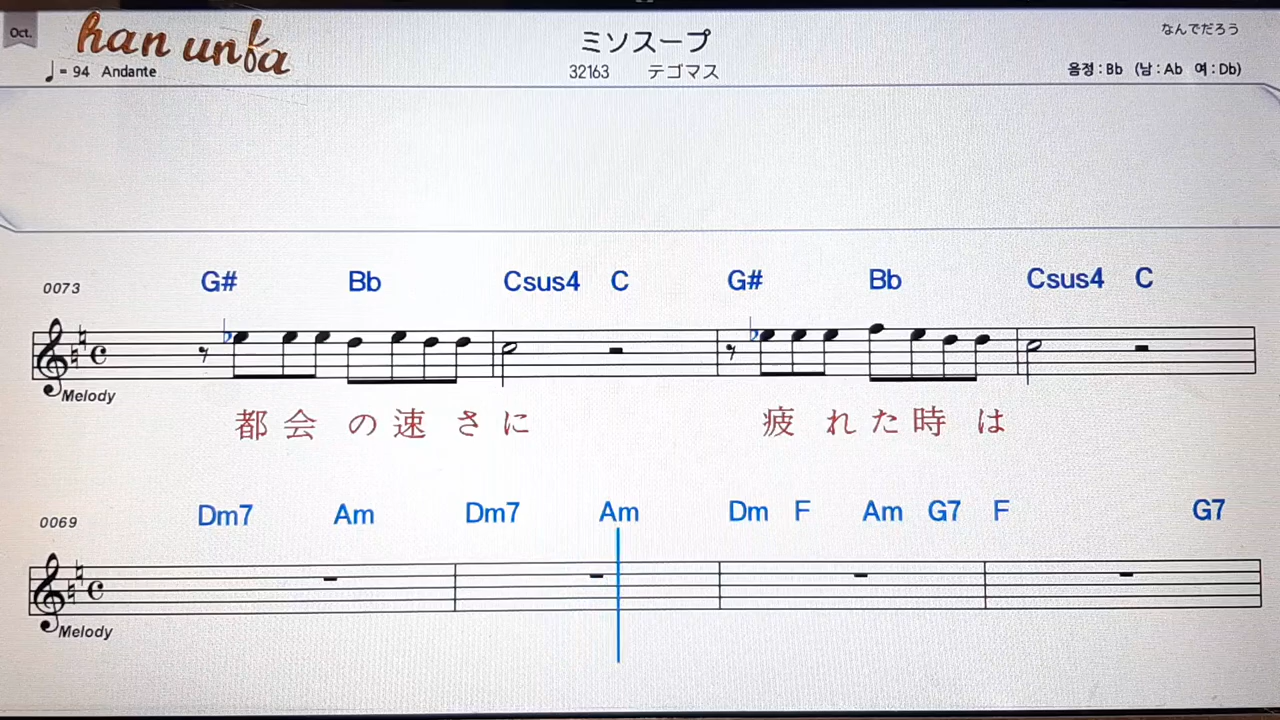 Oct.
han unfa
ミソスープ
なんでだろう
♩= 94 Andante
32163 テゴマス
음정 : Bb (남 : Ab 여 : Db)
0073
G# Bb Csus4 C G# Bb Csus4 C
Melody
都会の速さに 疲れた時は
0069
Dm7 Am Dm7 Am Dm F Am G7 F G7
Melody